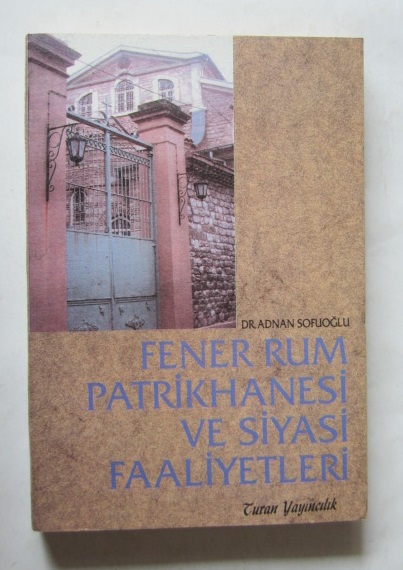 DR. ADNAN SOFUOĞLU
FENER RUM
PATRİKHANESİ
VE SİYASİ
FAALİYETLERİ
Turan Yayıncılık